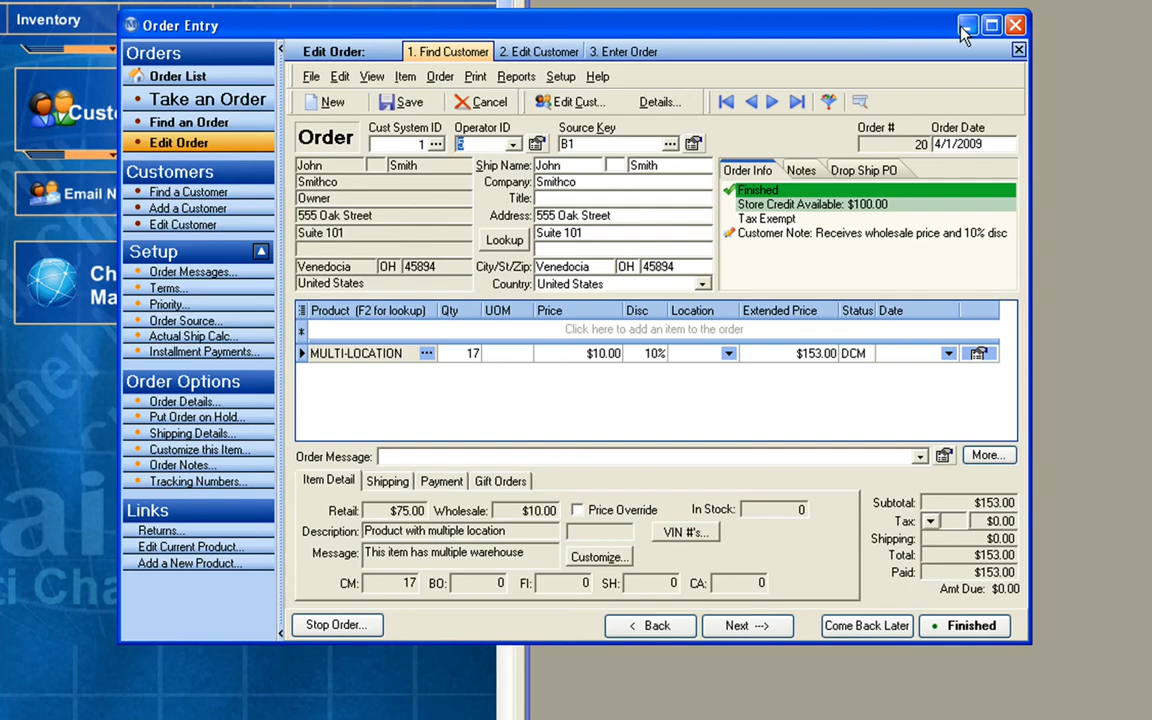 Inventory
Order Entry
Custo
Email N
Ch
Ma
Orders
Order List
Take an Order
Find an Order
Edit Order
Customers
Find a Customer
Add a Customer
Edit Customer
Setup
Order Messages...
Terms...
Priority...
Order Source...
Actual Ship Calc...
Installment Payments...
Order Options
Order Details...
Put Order on Hold...
Shipping Details...
Customize this Item...
Order Notes...
Tracking Numbers...
Links
Returns...
Edit Current Product...
Add a New Product...
Edit Order: 1. Find Customer 2. Edit Customer 3. Enter Order
File Edit View Item Order Print Reports Setup Help
New Save Cancel Edit Cust... Details...
Order
Cust System ID Operator ID Source Key Order # Order Date
1 ... 5 B1 ... 20 4/1/2009
John Smith Ship Name: John Smith
Smithco Company: Smithco
Owner Title:
555 Oak Street Address: 555 Oak Street
Suite 101 Lookup Suite 101
Venedocia OH 45894 City/St/Zip: Venedocia OH 45894
United States Country: United States
Order Info Notes Drop Ship PO
Finished
Store Credit Available: $100.00
Tax Exempt
Customer Note: Receives wholesale price and 10% disc
Product (F2 for lookup) Qty UOM Price Disc Location Extended Price Status Date
Click here to add an item to the order
MULTI-LOCATION ... 17 $10.00 10% $153.00 DCM
Order Message: More...
Item Detail Shipping Payment Gift Orders
Retail: $75.00 Wholesale: $10.00 Price Override In Stock: 0
Description: Product with multiple location VIN #'s...
Message: This item has multiple warehouse Customize...
CM: 17 BO: 0 FI: 0 SH: 0 CA: 0
Subtotal: $153.00
Tax: $0.00
Shipping: $0.00
Total: $153.00
Paid: $153.00
Amt Due: $0.00
Stop Order... < Back Next --> Come Back Later Finished